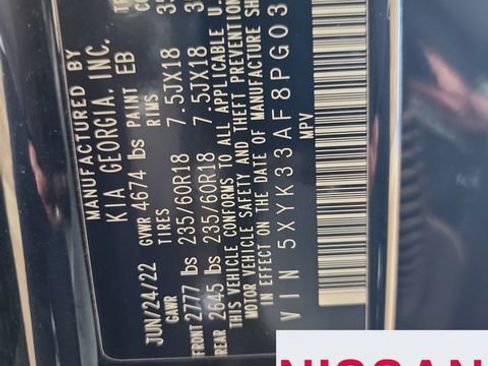 MANUFACTURED BY
KIA GEORGIA, INC.
JUN/24/22 PAINT EB
GVWR 4674 lbs
GAWR TIRES RIMS
FRONT 2777 lbs 235/60R18 7.5JX18 35
REAR 2645 lbs 235/60R18 7.5JX18
THIS VEHICLE CONFORMS TO ALL APPLICABLE U.
MOTOR VEHICLE SAFETY AND THEFT PREVENTION
IN EFFECT ON THE DATE OF MANUFACTURE SH
VIN 5XYK33AF8PG03
MPV
NISSAN